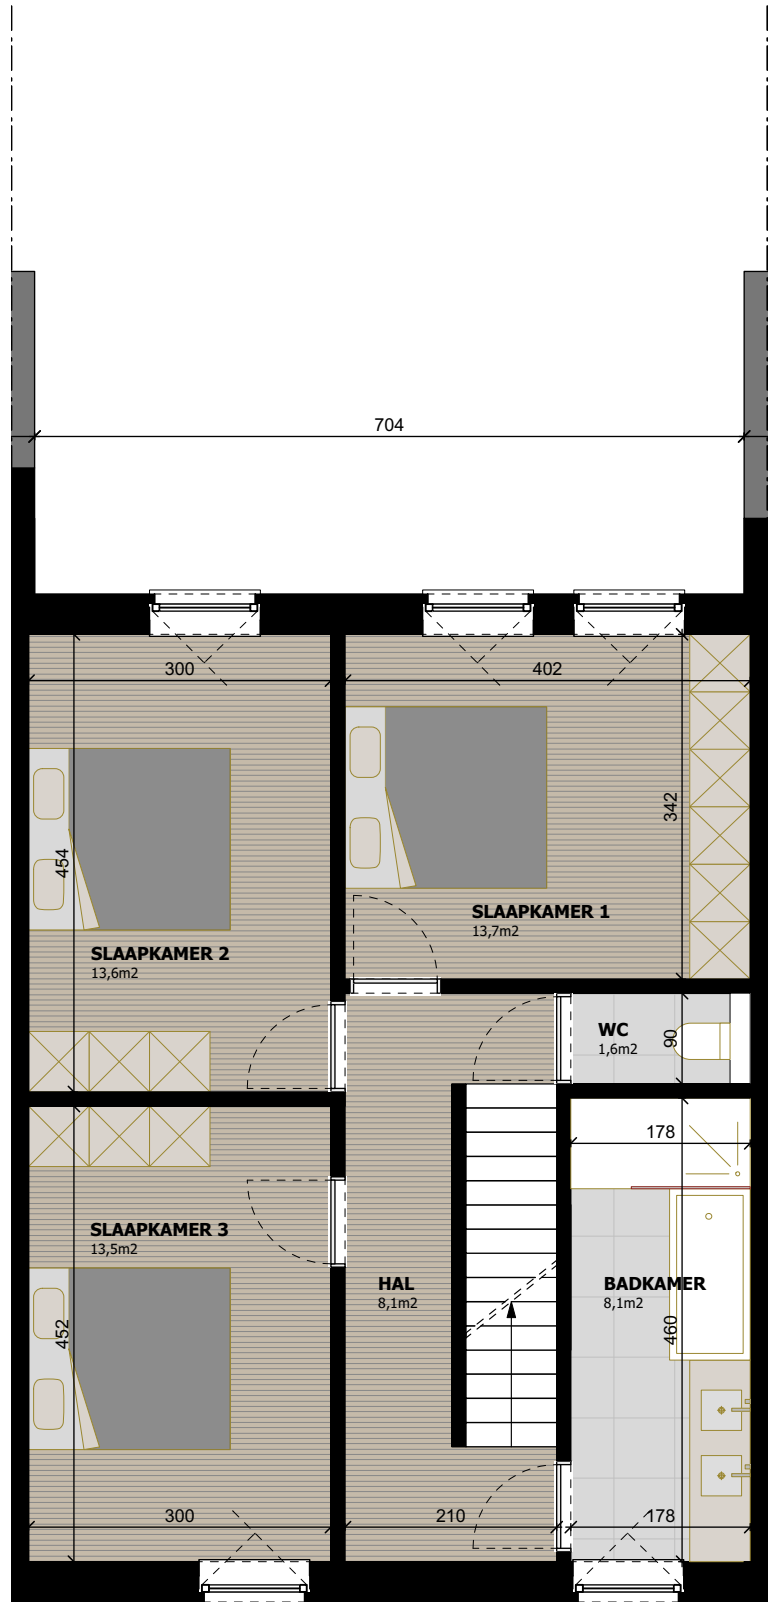 704
300
402
342
454
SLAAPKAMER 1
13,7m2
SLAAPKAMER 2
13,6m2
WC
1,6m2
90
178
SLAAPKAMER 3
13,5m2
HAL
8,1m2
BADKAMER
8,1m2
452
460
300
210
178